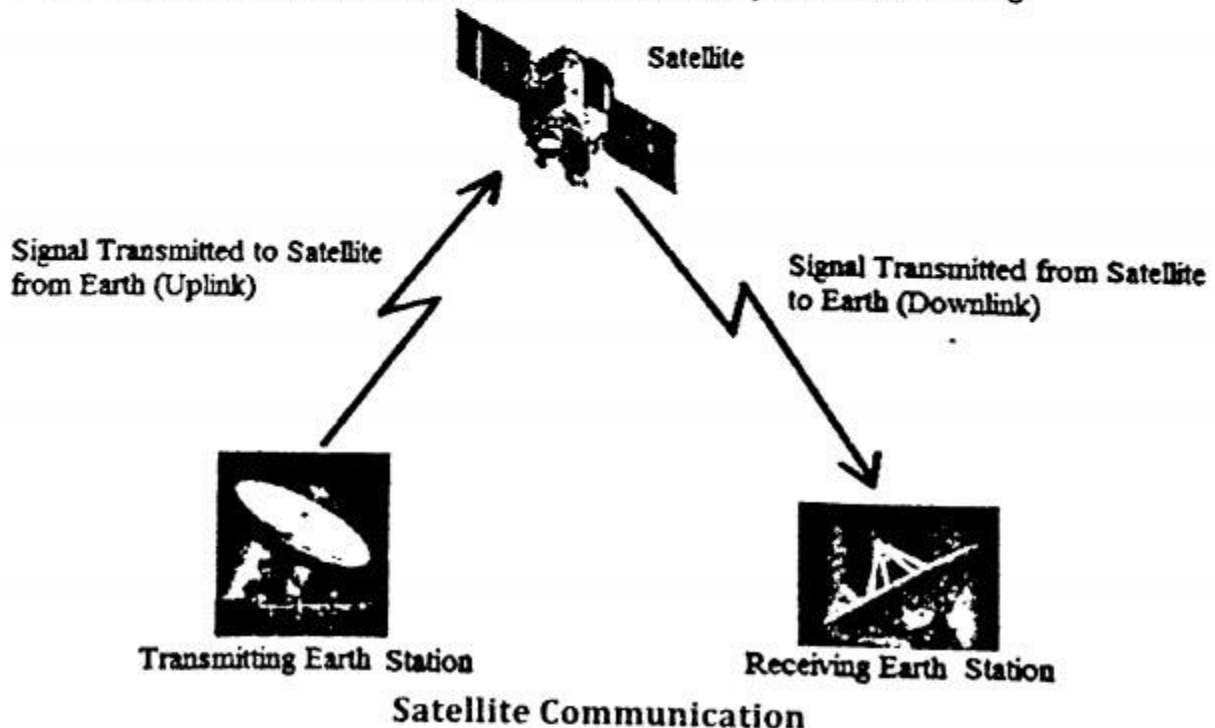 Satellite
Signal Transmitted to Satellite
from Earth (Uplink)
Signal Transmitted from Satellite
to Earth (Downlink)
Transmitting Earth Station
Receiving Earth Station
Satellite Communication